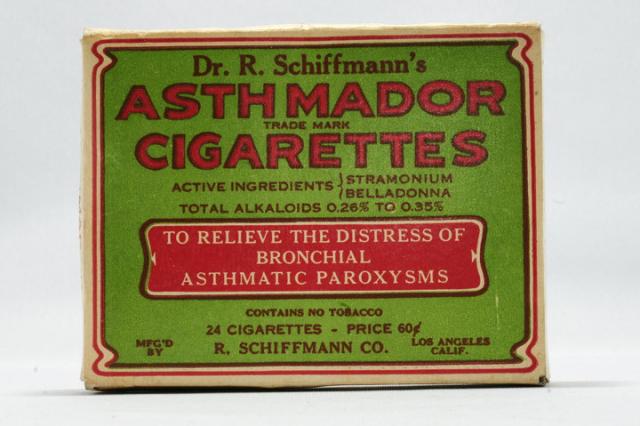 Dr. R. Schiffmann's
ASTHMADOR
TRADE MARK
CIGARETTES
ACTIVE INGREDIENTS } STRAMONIUM
BELLADONNA
TOTAL ALKALOIDS 0.26% TO 0.35%
TO RELIEVE THE DISTRESS OF
BRONCHIAL
ASTHMATIC PAROXYSMS
CONTAINS NO TOBACCO
24 CIGARETTES - PRICE 60¢
MFG'D
BY
R. SCHIFFMANN CO.
LOS ANGELES
CALIF.